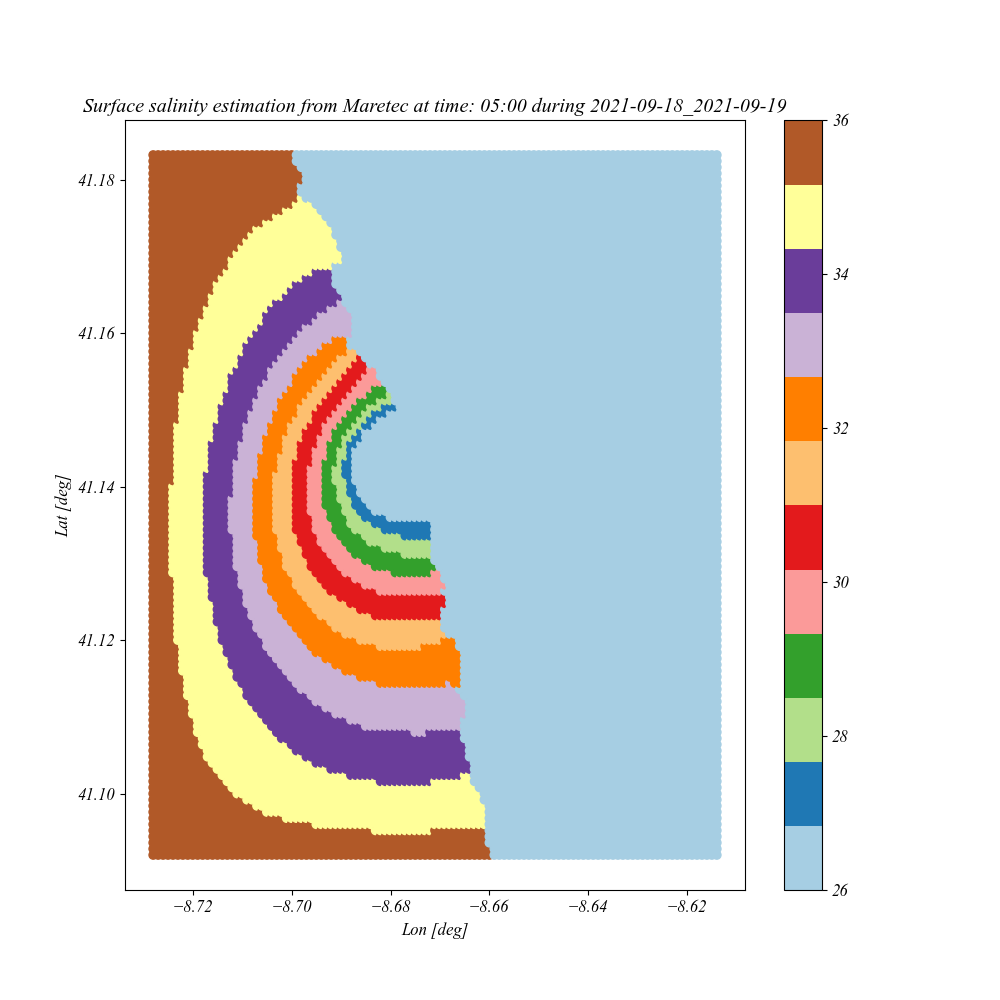 Surface salinity estimation from Maretec at time: 05:00 during 2021-09-18_2021-09-19
36
41.18
34
41.16
32
Lat [deg]
41.14
30
41.12
28
41.10
26
−8.72 −8.70 −8.68 −8.66 −8.64 −8.62
Lon [deg]